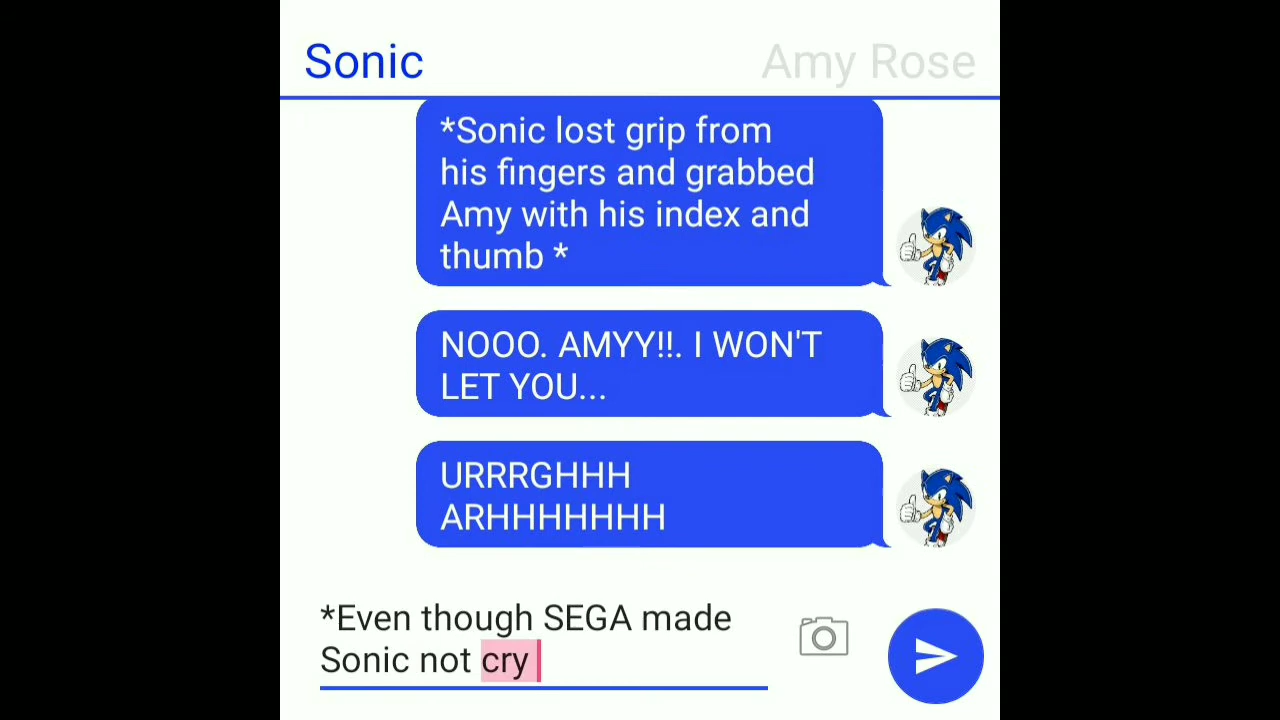 Sonic
Amy Rose
*Sonic lost grip from
his fingers and grabbed
Amy with his index and
thumb *
NOOO. AMYY!!. I WON'T
LET YOU...
URRRGHHH
ARHHHHHHH
*Even though SEGA made
Sonic not cry